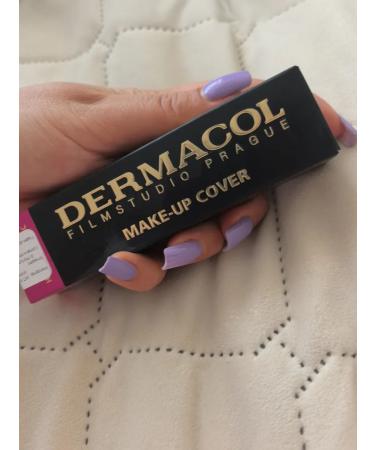 DERMACOL
FILMSTUDIO PRAGUE
MAKE-UP COVER